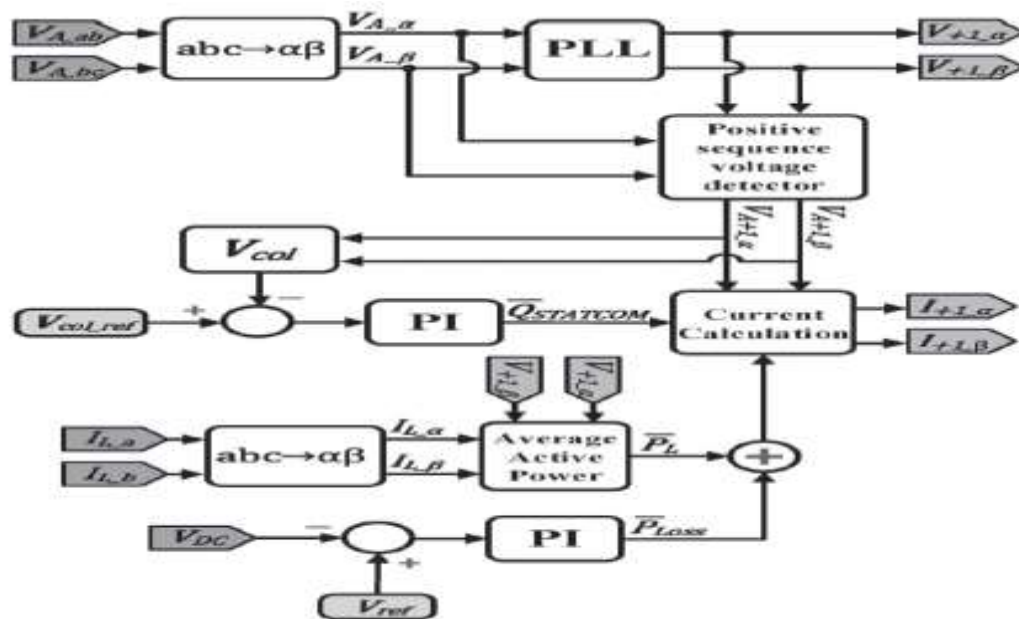 V_A_ab
abc→αβ
V_A_α
V_A_β
PLL
V_+1_α
V_+1_β
V_A_bc
Positive
sequence
voltage
detector
V_A+1_α
V_A+1_β
V_col
V_col_ref
+
−
PI
Q̅_STATCOM
Current
Calculation
I_+1_α
I_+1_β
V_+1_β
V_+1_α
I_L_a
I_L_b
abc→αβ
I_L_α
I_L_β
Average
Active
Power
P̅_L
+
V_DC
−
+
PI
P̅_Loss
V_ref